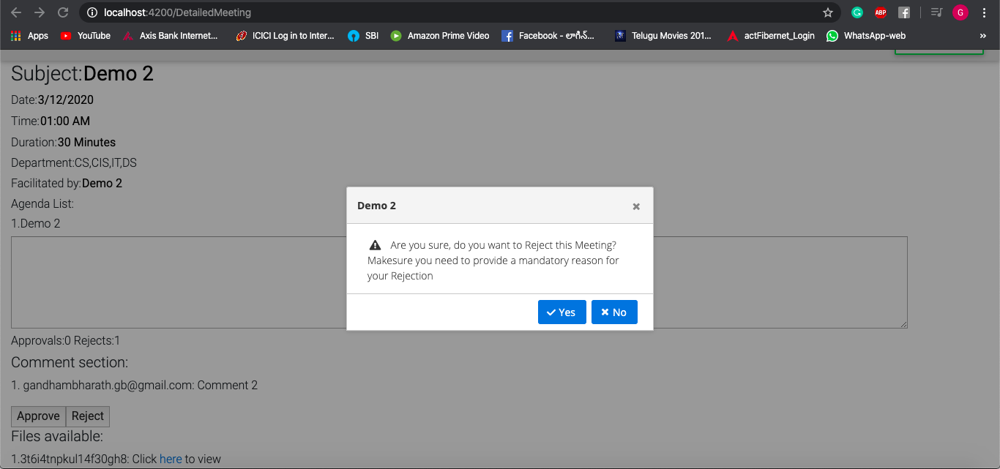 localhost:4200/DetailedMeeting
ABP
G
Apps YouTube Axis Bank Internet... ICICI Log in to Inter... SBI Amazon Prime Video Facebook - లాగిన్... Telugu Movies 201... actFibernet_Login WhatsApp-web »
Subject:Demo 2
Date:3/12/2020
Time:01:00 AM
Duration:30 Minutes
Department:CS,CIS,IT,DS
Facilitated by:Demo 2
Agenda List:
1.Demo 2
Demo 2
Are you sure, do you want to Reject this Meeting?
Makesure you need to provide a mandatory reason for
your Rejection
Yes No
Approvals:0 Rejects:1
Comment section:
1. gandhambharath.gb@gmail.com: Comment 2
Approve Reject
Files available:
1.3t6i4tnpkul14f30gh8: Click here to view